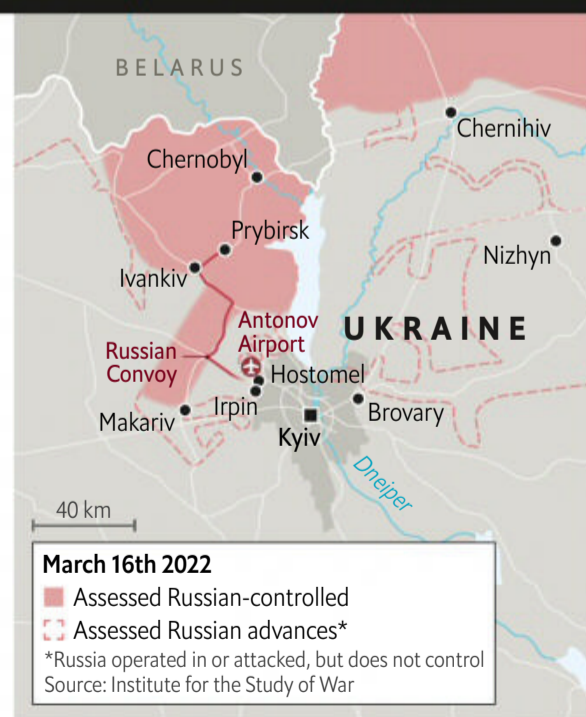 BELARUS
Chernihiv
Chernobyl
Prybirsk
Nizhyn
Ivankiv
Antonov
Airport
UKRAINE
Russian
Convoy
Hostomel
Irpin
Makariv
Brovary
Kyiv
Dneiper
40 km
March 16th 2022
Assessed Russian-controlled
Assessed Russian advances*
*Russia operated in or attacked, but does not control
Source: Institute for the Study of War